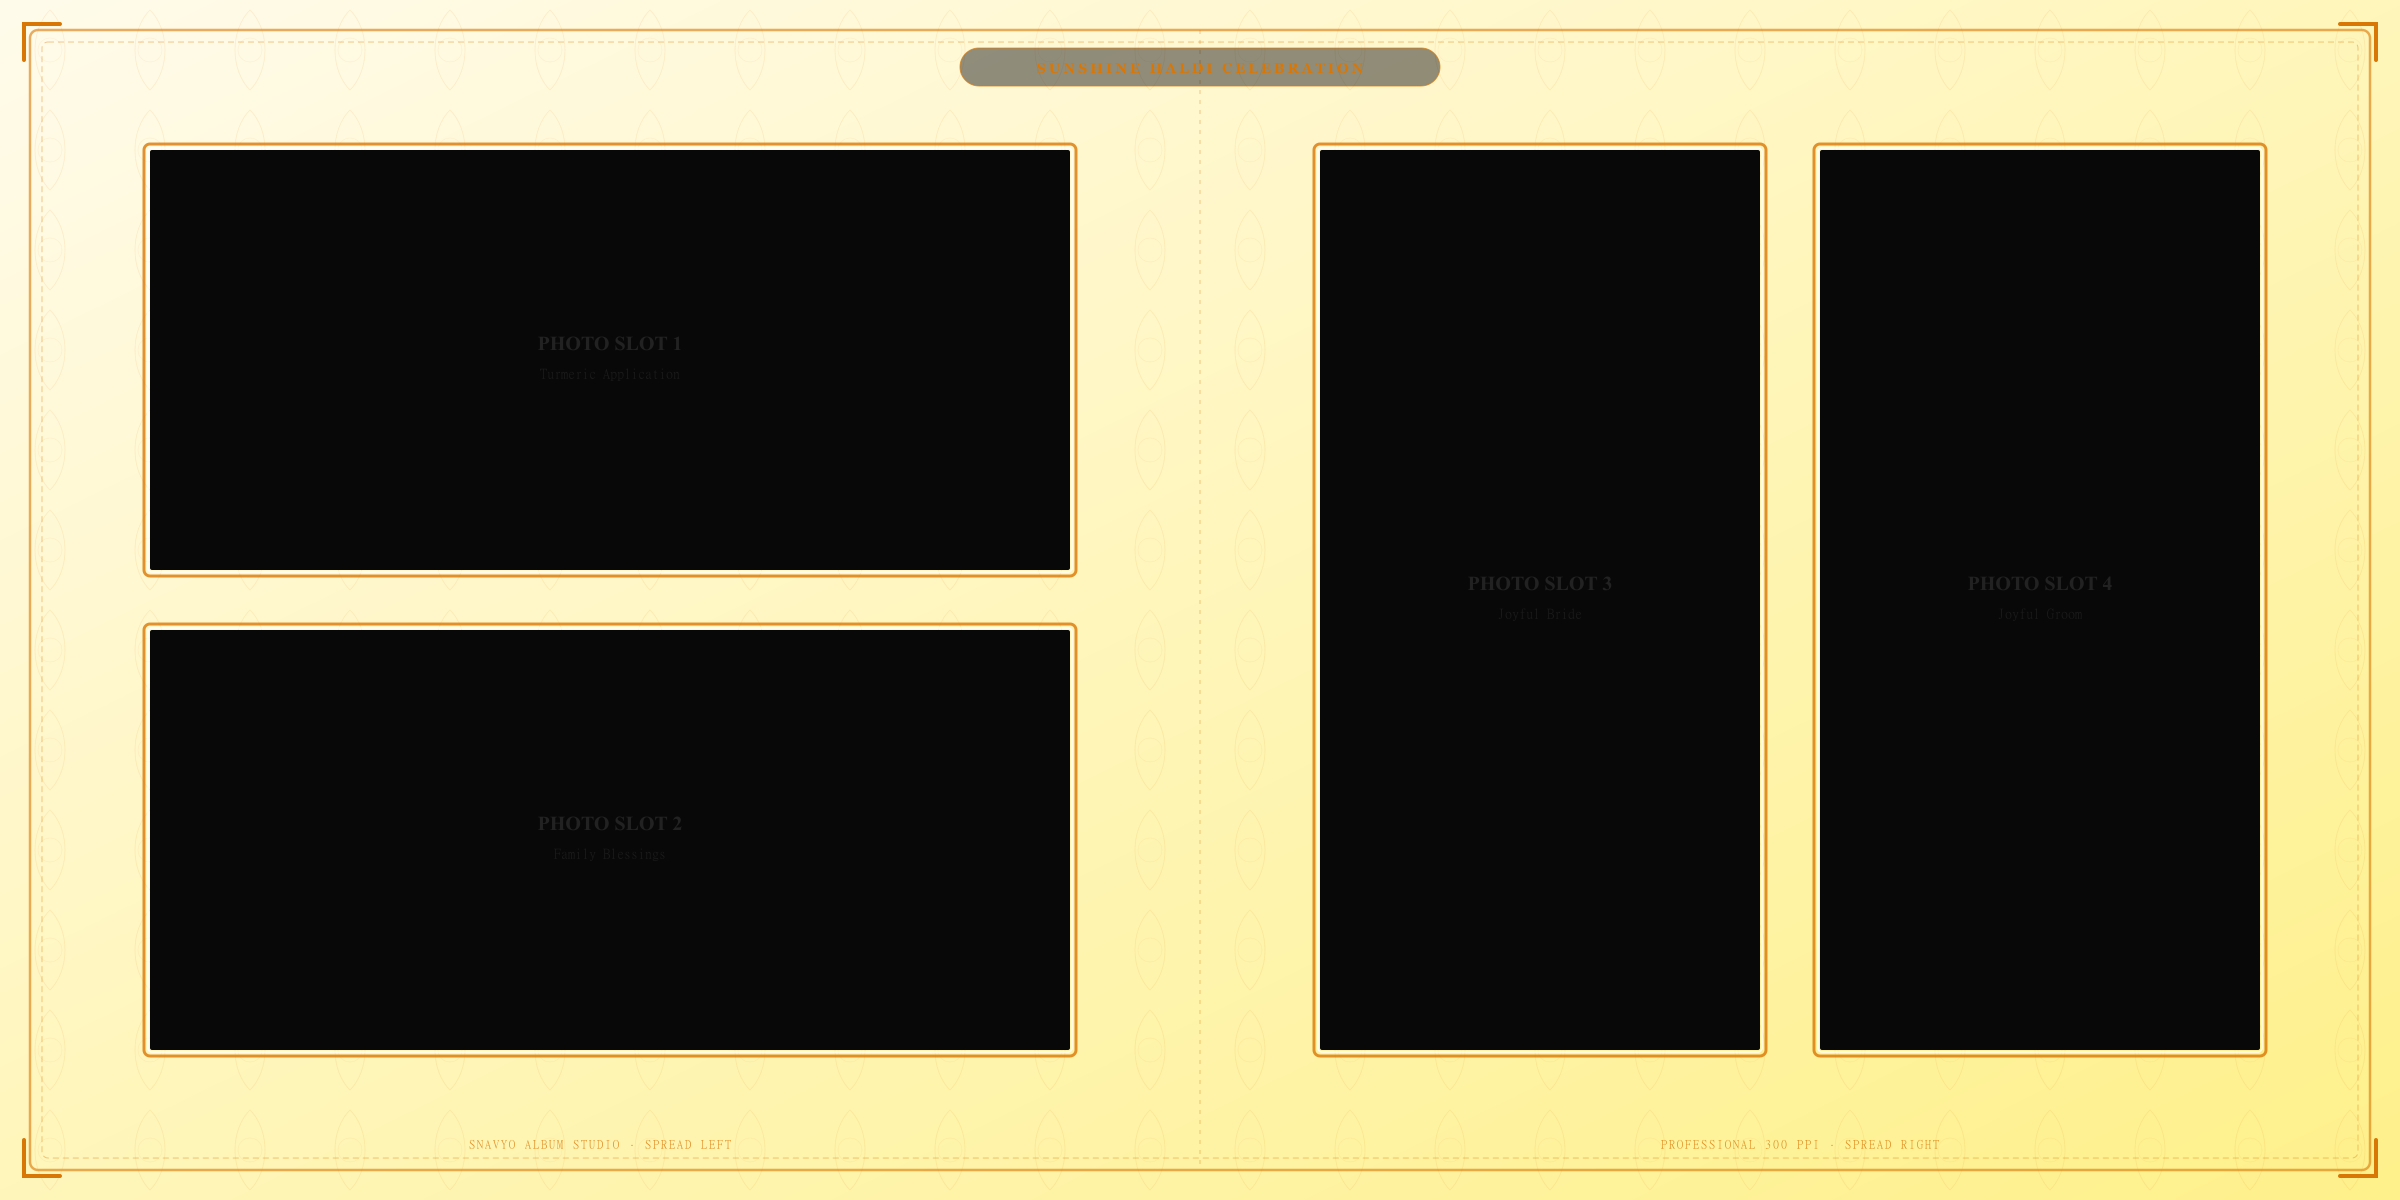 SUNSHINE HALDI CELEBRATION
PHOTO SLOT 1
Turmeric Application
PHOTO SLOT 2
Family Blessings
PHOTO SLOT 3
Joyful Bride
PHOTO SLOT 4
Joyful Groom
SNAVYO ALBUM STUDIO · SPREAD LEFT
PROFESSIONAL 300 PPI · SPREAD RIGHT